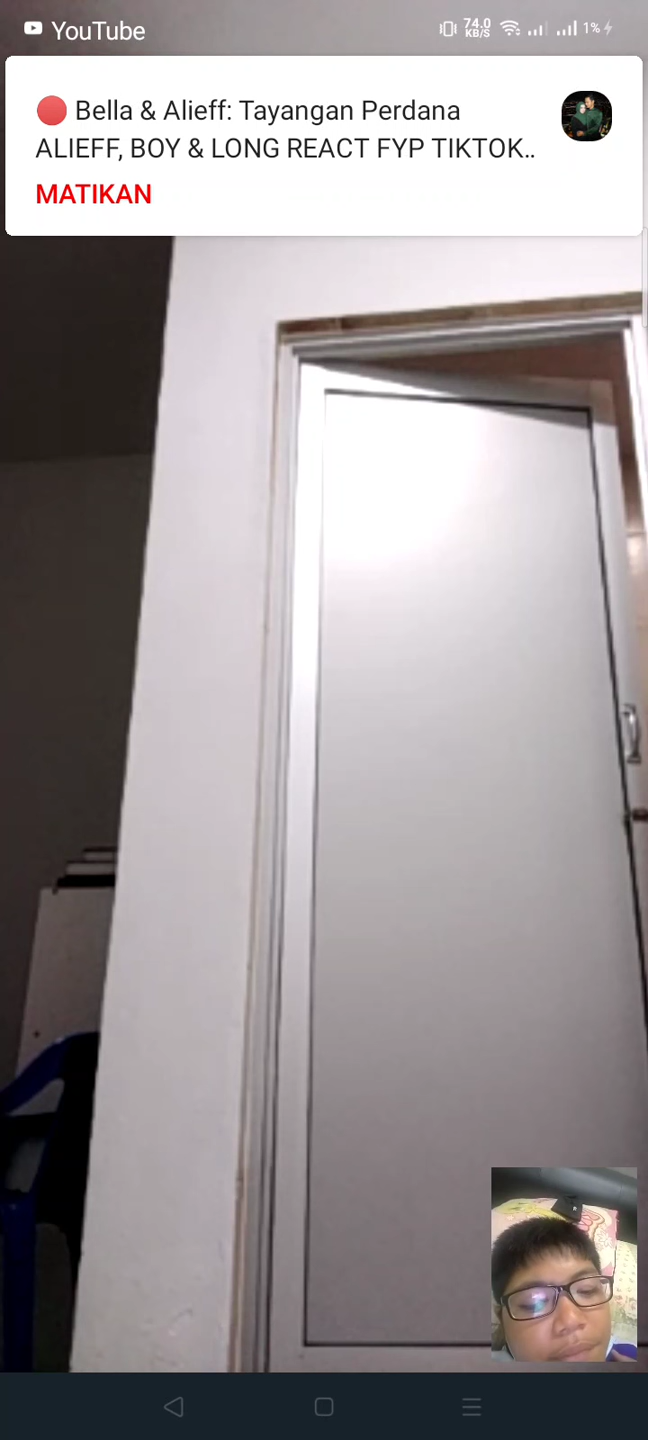 YouTube 74.0 KB/S 1%
🔴 Bella & Alieff: Tayangan Perdana
ALIEFF, BOY & LONG REACT FYP TIKTOK..
MATIKAN